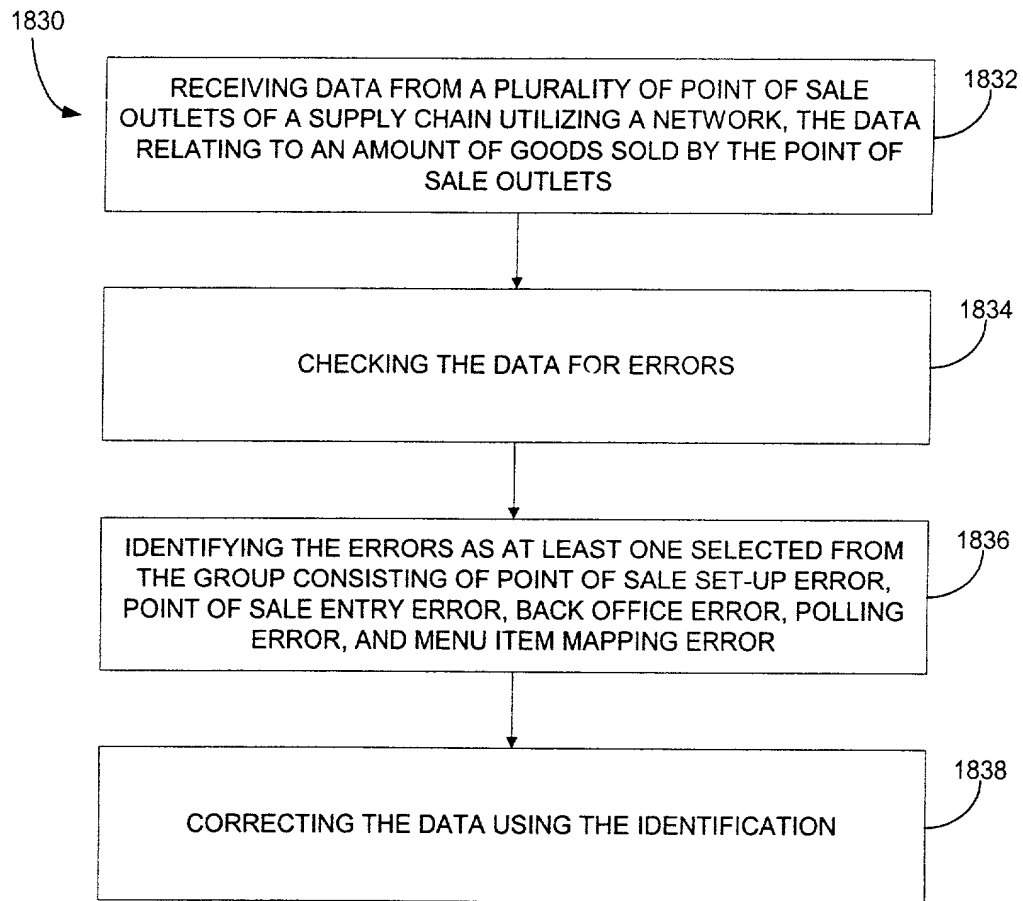 1830
1832
RECEIVING DATA FROM A PLURALITY OF POINT OF SALE
OUTLETS OF A SUPPLY CHAIN UTILIZING A NETWORK, THE DATA
RELATING TO AN AMOUNT OF GOODS SOLD BY THE POINT OF
SALE OUTLETS
1834
CHECKING THE DATA FOR ERRORS
1836
IDENTIFYING THE ERRORS AS AT LEAST ONE SELECTED FROM
THE GROUP CONSISTING OF POINT OF SALE SET-UP ERROR,
POINT OF SALE ENTRY ERROR, BACK OFFICE ERROR, POLLING
ERROR, AND MENU ITEM MAPPING ERROR
1838
CORRECTING THE DATA USING THE IDENTIFICATION